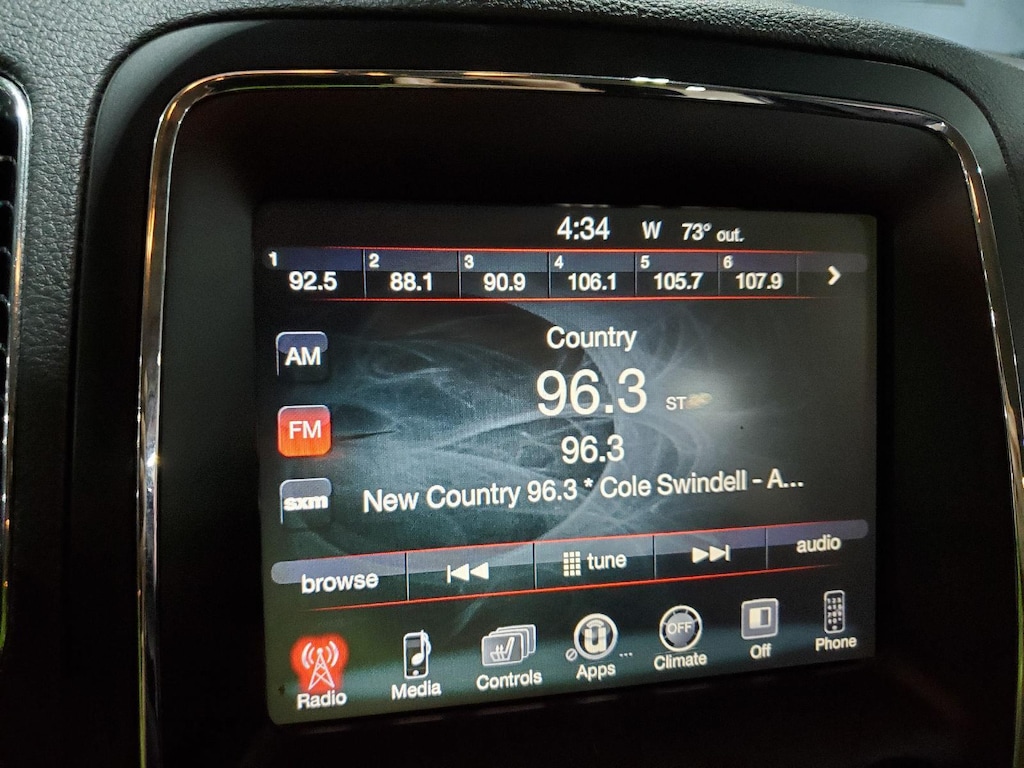 4:34 W 73° out.
1 2 3 4 5 6
92.5 88.1 90.9 106.1 105.7 107.9
Country
AM
96.3 ST
FM
96.3
sxm
New Country 96.3 * Cole Swindell - A...
browse tune audio
OFF
Radio Media Controls Apps ... Climate Off Phone